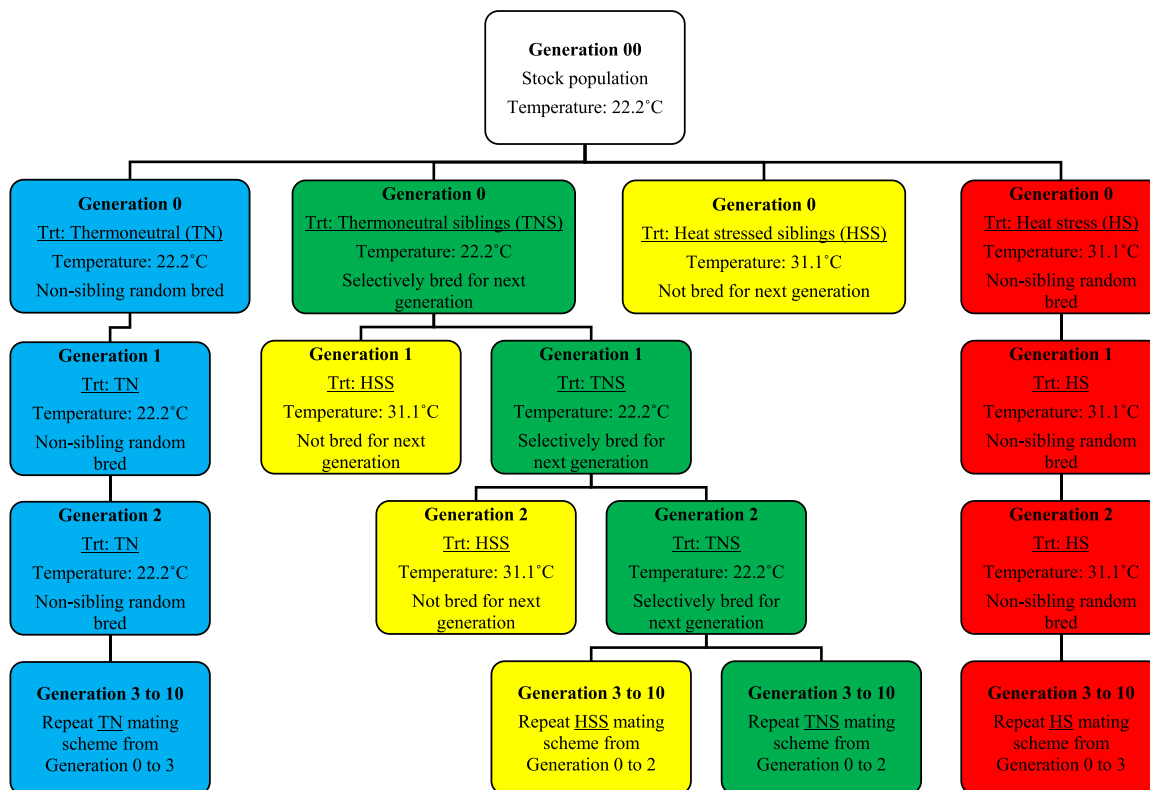 Generation 00
Stock population
Temperature: 22.2˚C
Generation 0
Trt: Thermoneutral (TN)
Temperature: 22.2˚C
Non-sibling random bred
Generation 0
Trt: Thermoneutral siblings (TNS)
Temperature: 22.2˚C
Selectively bred for next
generation
Generation 0
Trt: Heat stressed siblings (HSS)
Temperature: 31.1˚C
Not bred for next generation
Generation 0
Trt: Heat stress (HS)
Temperature: 31.1˚C
Non-sibling random
bred
Generation 1
Trt: TN
Temperature: 22.2˚C
Non-sibling random
bred
Generation 1
Trt: HSS
Temperature: 31.1˚C
Not bred for next
generation
Generation 1
Trt: TNS
Temperature: 22.2˚C
Selectively bred for
next generation
Generation 1
Trt: HS
Temperature: 31.1˚C
Non-sibling random
bred
Generation 2
Trt: TN
Temperature: 22.2˚C
Non-sibling random
bred
Generation 2
Trt: HSS
Temperature: 31.1˚C
Not bred for next
generation
Generation 2
Trt: TNS
Temperature: 22.2˚C
Selectively bred for
next generation
Generation 2
Trt: HS
Temperature: 31.1˚C
Non-sibling random
bred
Generation 3 to 10
Repeat TN mating
scheme from
Generation 0 to 3
Generation 3 to 10
Repeat HSS mating
scheme from
Generation 0 to 2
Generation 3 to 10
Repeat TNS mating
scheme from
Generation 0 to 2
Generation 3 to 10
Repeat HS mating
scheme from
Generation 0 to 3